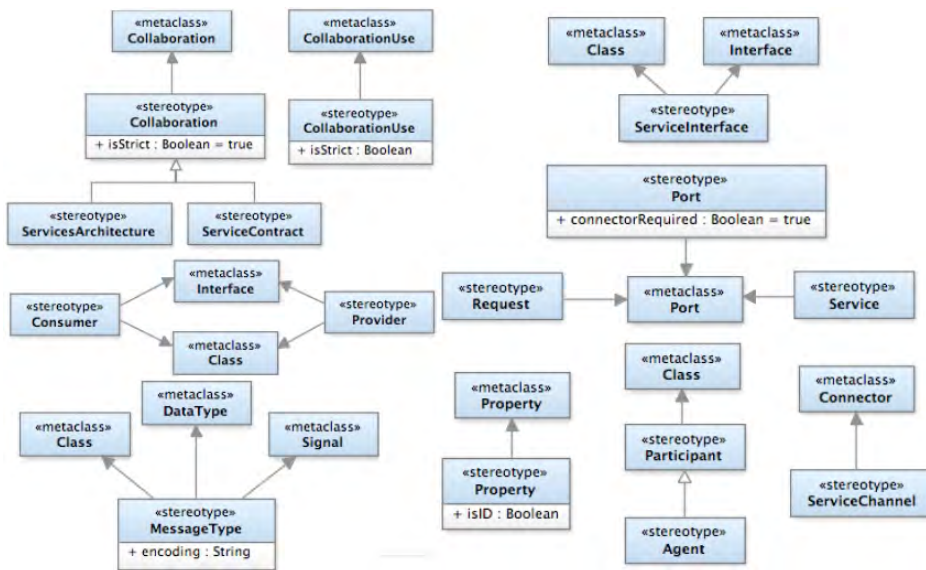 «metaclass»
Collaboration
«metaclass»
CollaborationUse
«metaclass»
Class
«metaclass»
Interface
«stereotype»
Collaboration
+ isStrict : Boolean = true
«stereotype»
CollaborationUse
+ isStrict : Boolean
«stereotype»
ServiceInterface
«stereotype»
ServicesArchitecture
«stereotype»
ServiceContract
«stereotype»
Port
+ connectorRequired : Boolean = true
«stereotype»
Consumer
«metaclass»
Interface
«metaclass»
Class
«stereotype»
Provider
«stereotype»
Request
«metaclass»
Port
«stereotype»
Service
«metaclass»
Class
«metaclass»
DataType
«metaclass»
Signal
«stereotype»
MessageType
+ encoding : String
«metaclass»
Property
«stereotype»
Property
+ isID : Boolean
«metaclass»
Class
«stereotype»
Participant
«stereotype»
Agent
«metaclass»
Connector
«stereotype»
ServiceChannel